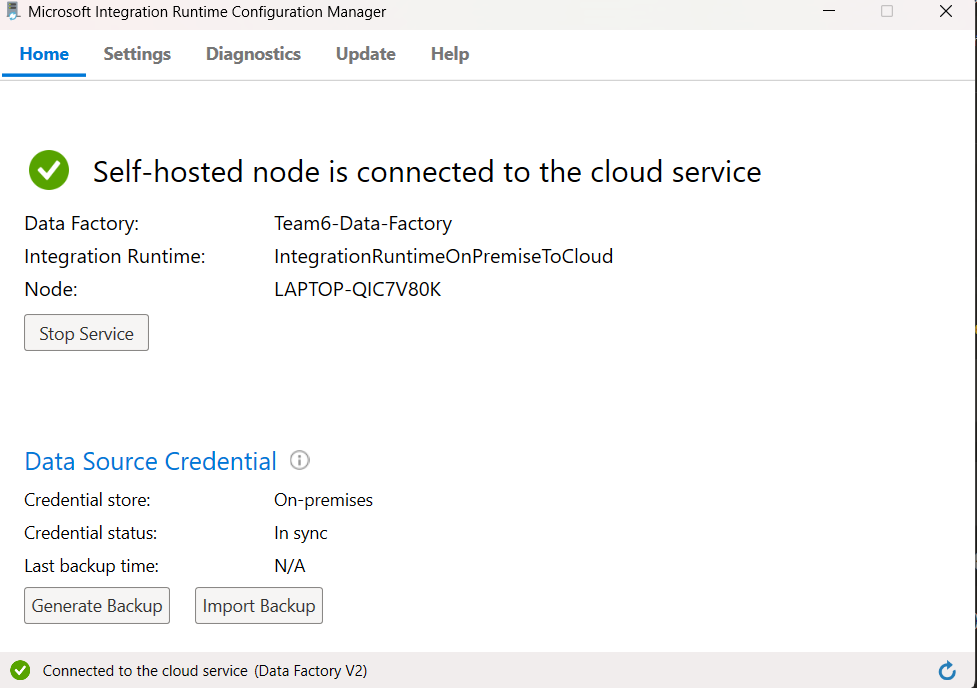 Microsoft Integration Runtime Configuration Manager
Home Settings Diagnostics Update Help
Self-hosted node is connected to the cloud service
Data Factory: Team6-Data-Factory
Integration Runtime: IntegrationRuntimeOnPremiseToCloud
Node: LAPTOP-QIC7V80K
Stop Service
Data Source Credential
Credential store: On-premises
Credential status: In sync
Last backup time: N/A
Generate Backup Import Backup
Connected to the cloud service (Data Factory V2)